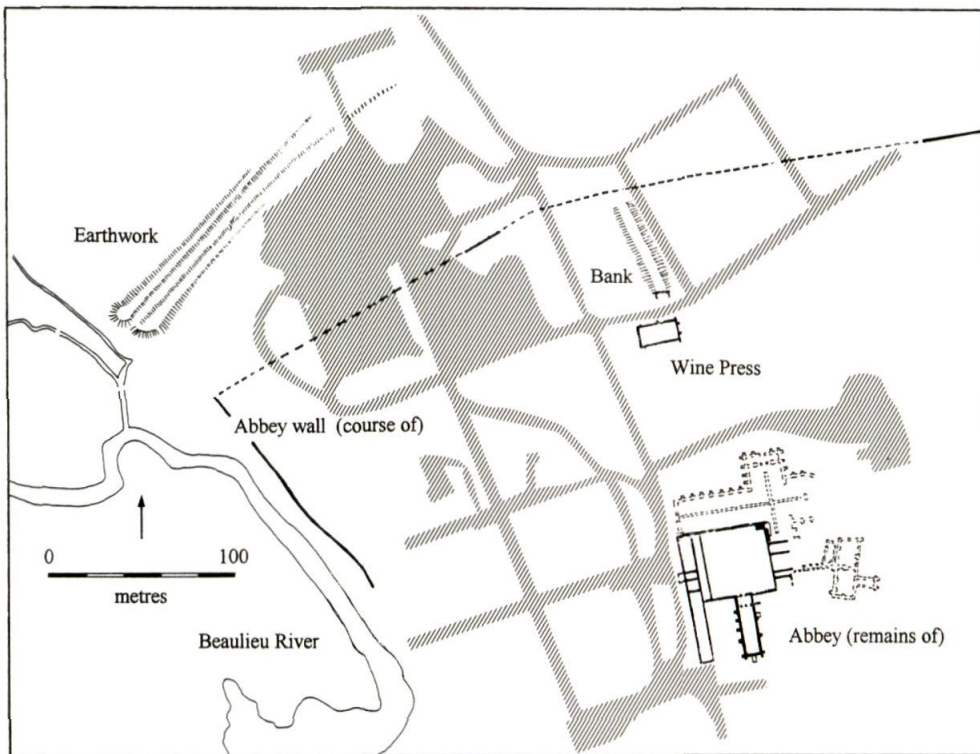 Earthwork
Bank
Wine Press
Abbey wall (course of)
0 100
metres
Beaulieu River
Abbey (remains of)